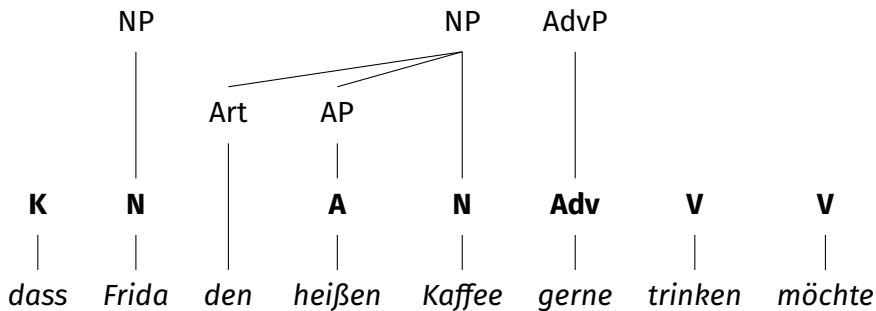 NP NP AdvP
Art AP
K N A N Adv V V
dass Frida den heißen Kaffee gerne trinken möchte